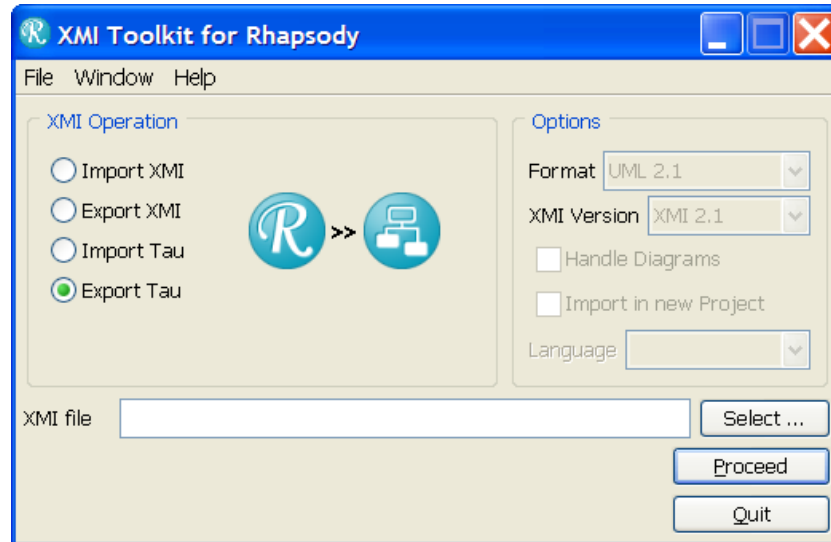 XMI Toolkit for Rhapsody
File Window Help
XMI Operation
Import XMI
Export XMI
Import Tau
Export Tau
R >>
Options
Format UML 2.1
XMI Version XMI 2.1
Handle Diagrams
Import in new Project
Language
XMI file
Select ...
Proceed
Quit